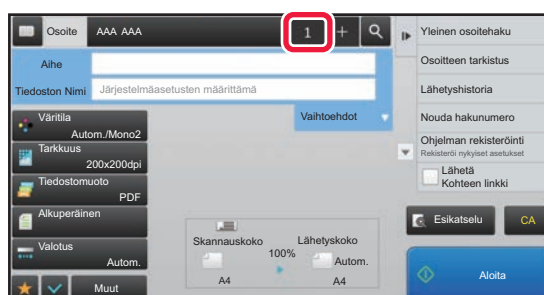 Osoite AAA AAA 1 +
Aihe
Tiedoston Nimi Järjestelmäasetusten määrittämä
Väritila
Autom./Mono2
Vaihtoehdot
Tarkkuus
200x200dpi
Tiedostomuoto
PDF
Alkuperäinen
Valotus
Autom.
Muut
Skannauskoko
100%
Lähetyskoko
Autom.
A4
A4
Yleinen osoitehaku
Osoitteen tarkistus
Lähetyshistoria
Nouda hakunumero
Ohjelman rekisteröinti
Rekisteröi nykyiset asetukset
Lähetä
Kohteen linkki
Esikatselu
CA
Aloita